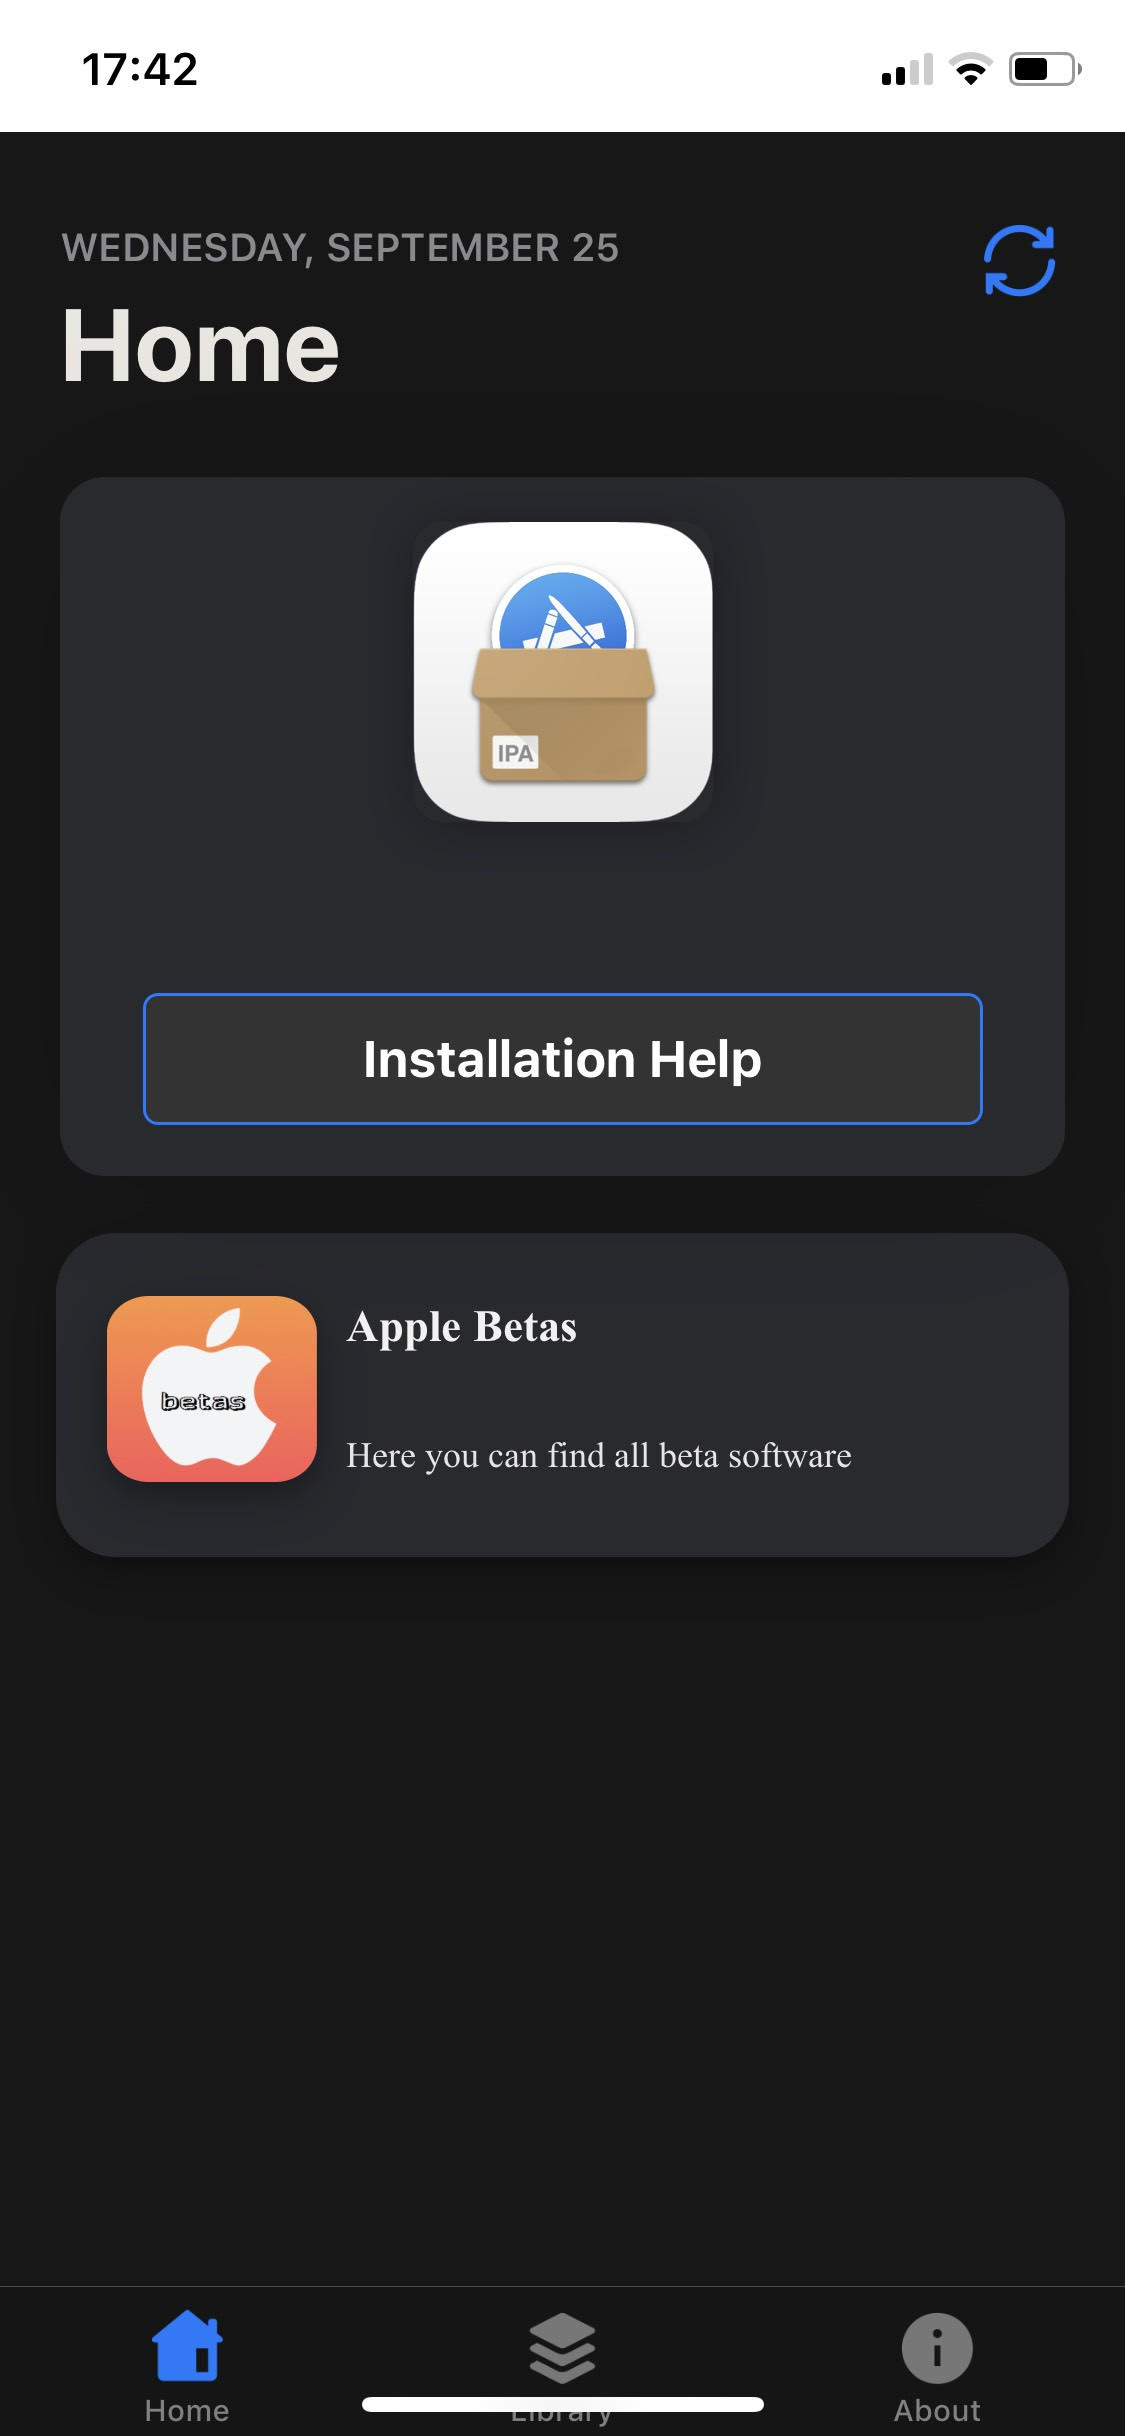 17:42
WEDNESDAY, SEPTEMBER 25
Home
IPA
Installation Help
betas
Apple Betas
Here you can find all beta software
Home
Library
About